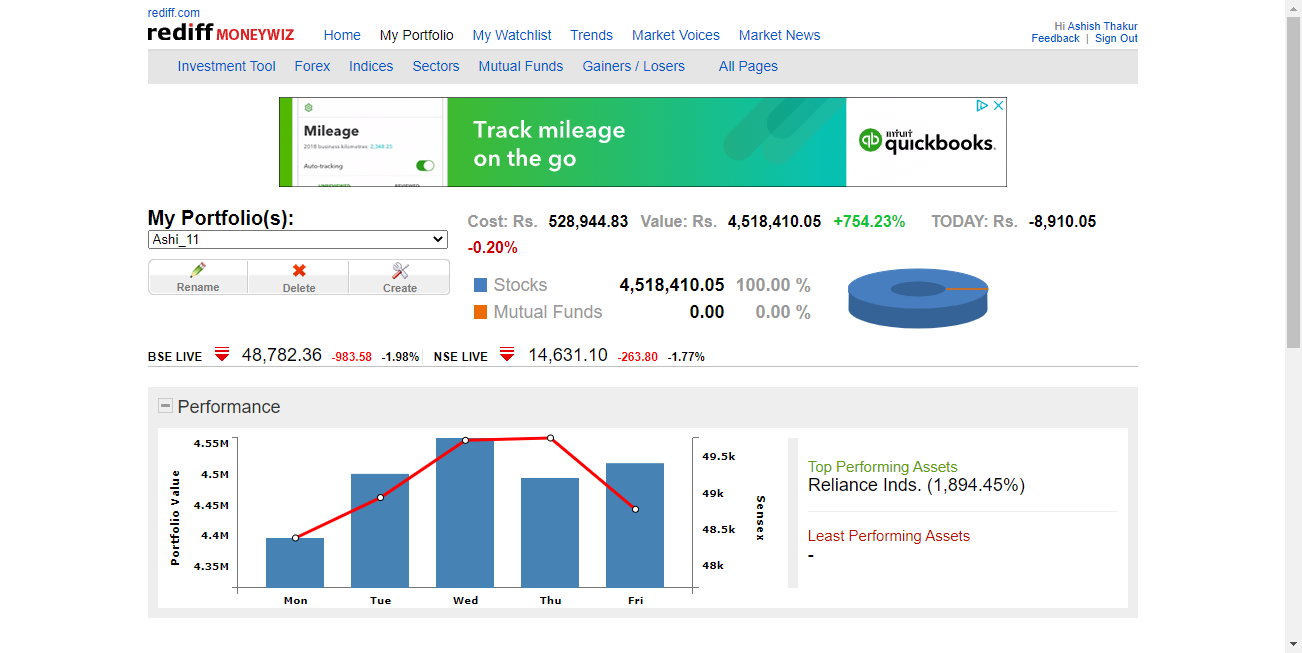 rediff.com
rediff MONEYWIZ
Home My Portfolio My Watchlist Trends Market Voices Market News
Hi Ashish Thakur
Feedback | Sign Out
Investment Tool Forex Indices Sectors Mutual Funds Gainers / Losers All Pages
Mileage
2018 business kilometres: 2,348.25
Auto-tracking
UNREVIEWED REVIEWED
Track mileage
on the go
intuit
qb quickbooks.
My Portfolio(s):
Ashi_11
Rename Delete Create
Cost: Rs. 528,944.83 Value: Rs. 4,518,410.05 +754.23% TODAY: Rs. -8,910.05
-0.20%
Stocks 4,518,410.05 100.00 %
Mutual Funds 0.00 0.00 %
BSE LIVE 48,782.36 -983.58 -1.98% NSE LIVE 14,631.10 -263.80 -1.77%
Performance
Portfolio Value
4.55M
4.5M
4.45M
4.4M
4.35M
Mon Tue Wed Thu Fri
49.5k
49k
48.5k
48k
Sensex
Top Performing Assets
Reliance Inds. (1,894.45%)
Least Performing Assets
-